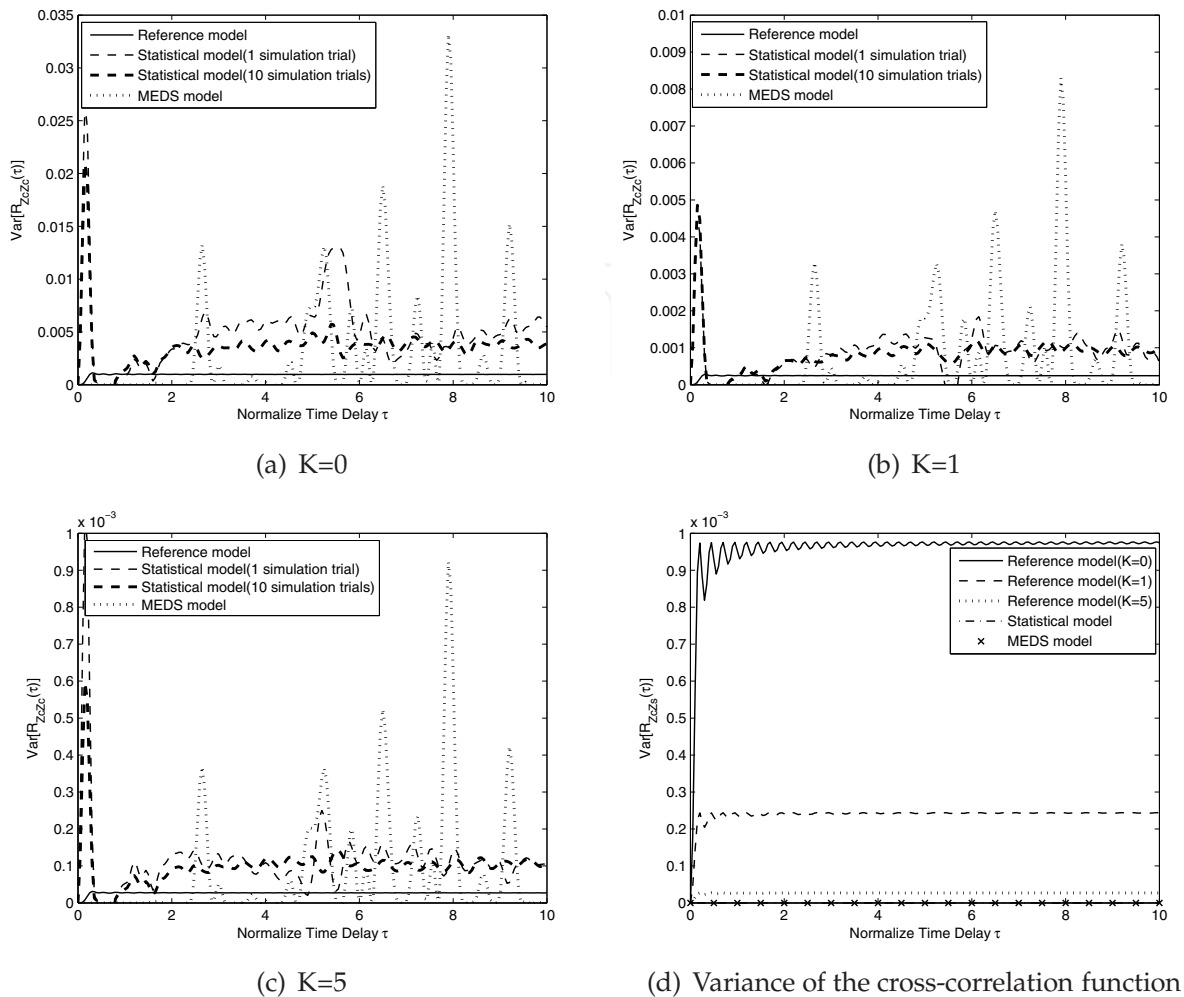 0.035
0.03
0.025
0.02
0.015
0.01
0.005
0
Var[R_ZcZc(τ)]
Reference model
Statistical model(1 simulation trial)
Statistical model(10 simulation trials)
MEDS model
0 2 4 6 8 10
Normalize Time Delay τ
(a) K=0
0.01
0.009
0.008
0.007
0.006
0.005
0.004
0.003
0.002
0.001
0
Var[R_ZcZc(τ)]
Reference model
Statistical model(1 simulation trial)
Statistical model(10 simulation trials)
MEDS model
0 2 4 6 8 10
Normalize Time Delay τ
(b) K=1
x 10⁻³
1
0.9
0.8
0.7
0.6
0.5
0.4
0.3
0.2
0.1
0
Var[R_ZcZc(τ)]
Reference model
Statistical model(1 simulation trial)
Statistical model(10 simulation trials)
MEDS model
0 2 4 6 8 10
Normalize Time Delay τ
(c) K=5
x 10⁻³
1
0.9
0.8
0.7
0.6
0.5
0.4
0.3
0.2
0.1
0
Var[R_ZcZs(τ)]
Reference model(K=0)
Reference model(K=1)
Reference model(K=5)
Statistical model
MEDS model
0 2 4 6 8 10
Normalize Time Delay τ
(d) Variance of the cross-correlation function